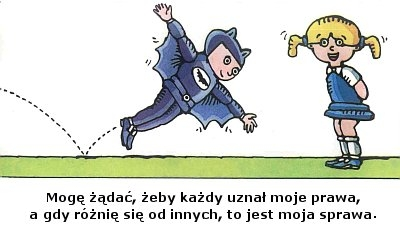 Mogę żądać, żeby każdy uznał moje prawa,
a gdy różnię się od innych, to jest moja sprawa.